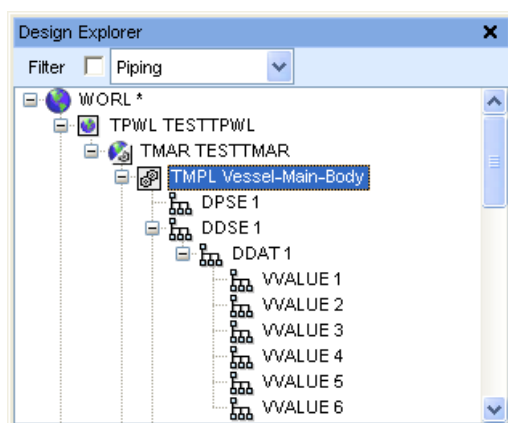 Design Explorer
Filter Piping
WORL *
TPWL TESTTPWL
TMAR TESTTMAR
TMPL Vessel-Main-Body
DPSE 1
DDSE 1
DDAT 1
VVALUE 1
VVALUE 2
VVALUE 3
VVALUE 4
VVALUE 5
VVALUE 6